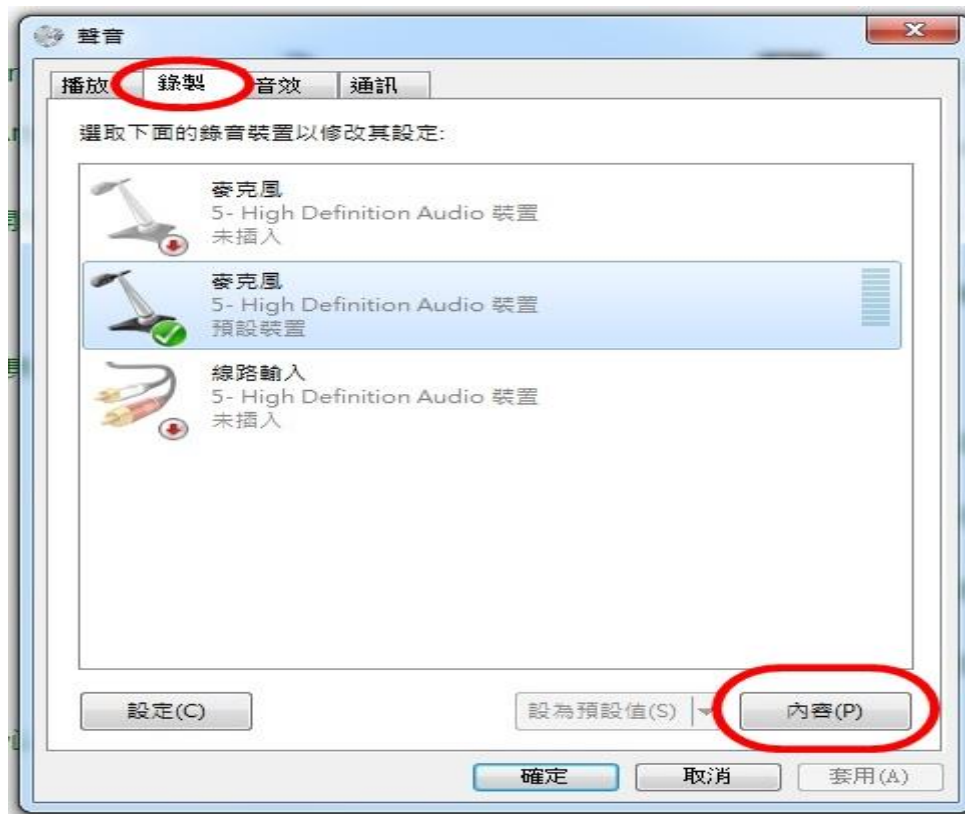 聲音
播放 錄製 音效 通訊
選取下面的錄音裝置以修改其設定:
麥克風
5- High Definition Audio 裝置
未插入
麥克風
5- High Definition Audio 裝置
預設裝置
線路輸入
5- High Definition Audio 裝置
未插入
設定(C) 設為預設值(S) 內容(P)
確定 取消 套用(A)